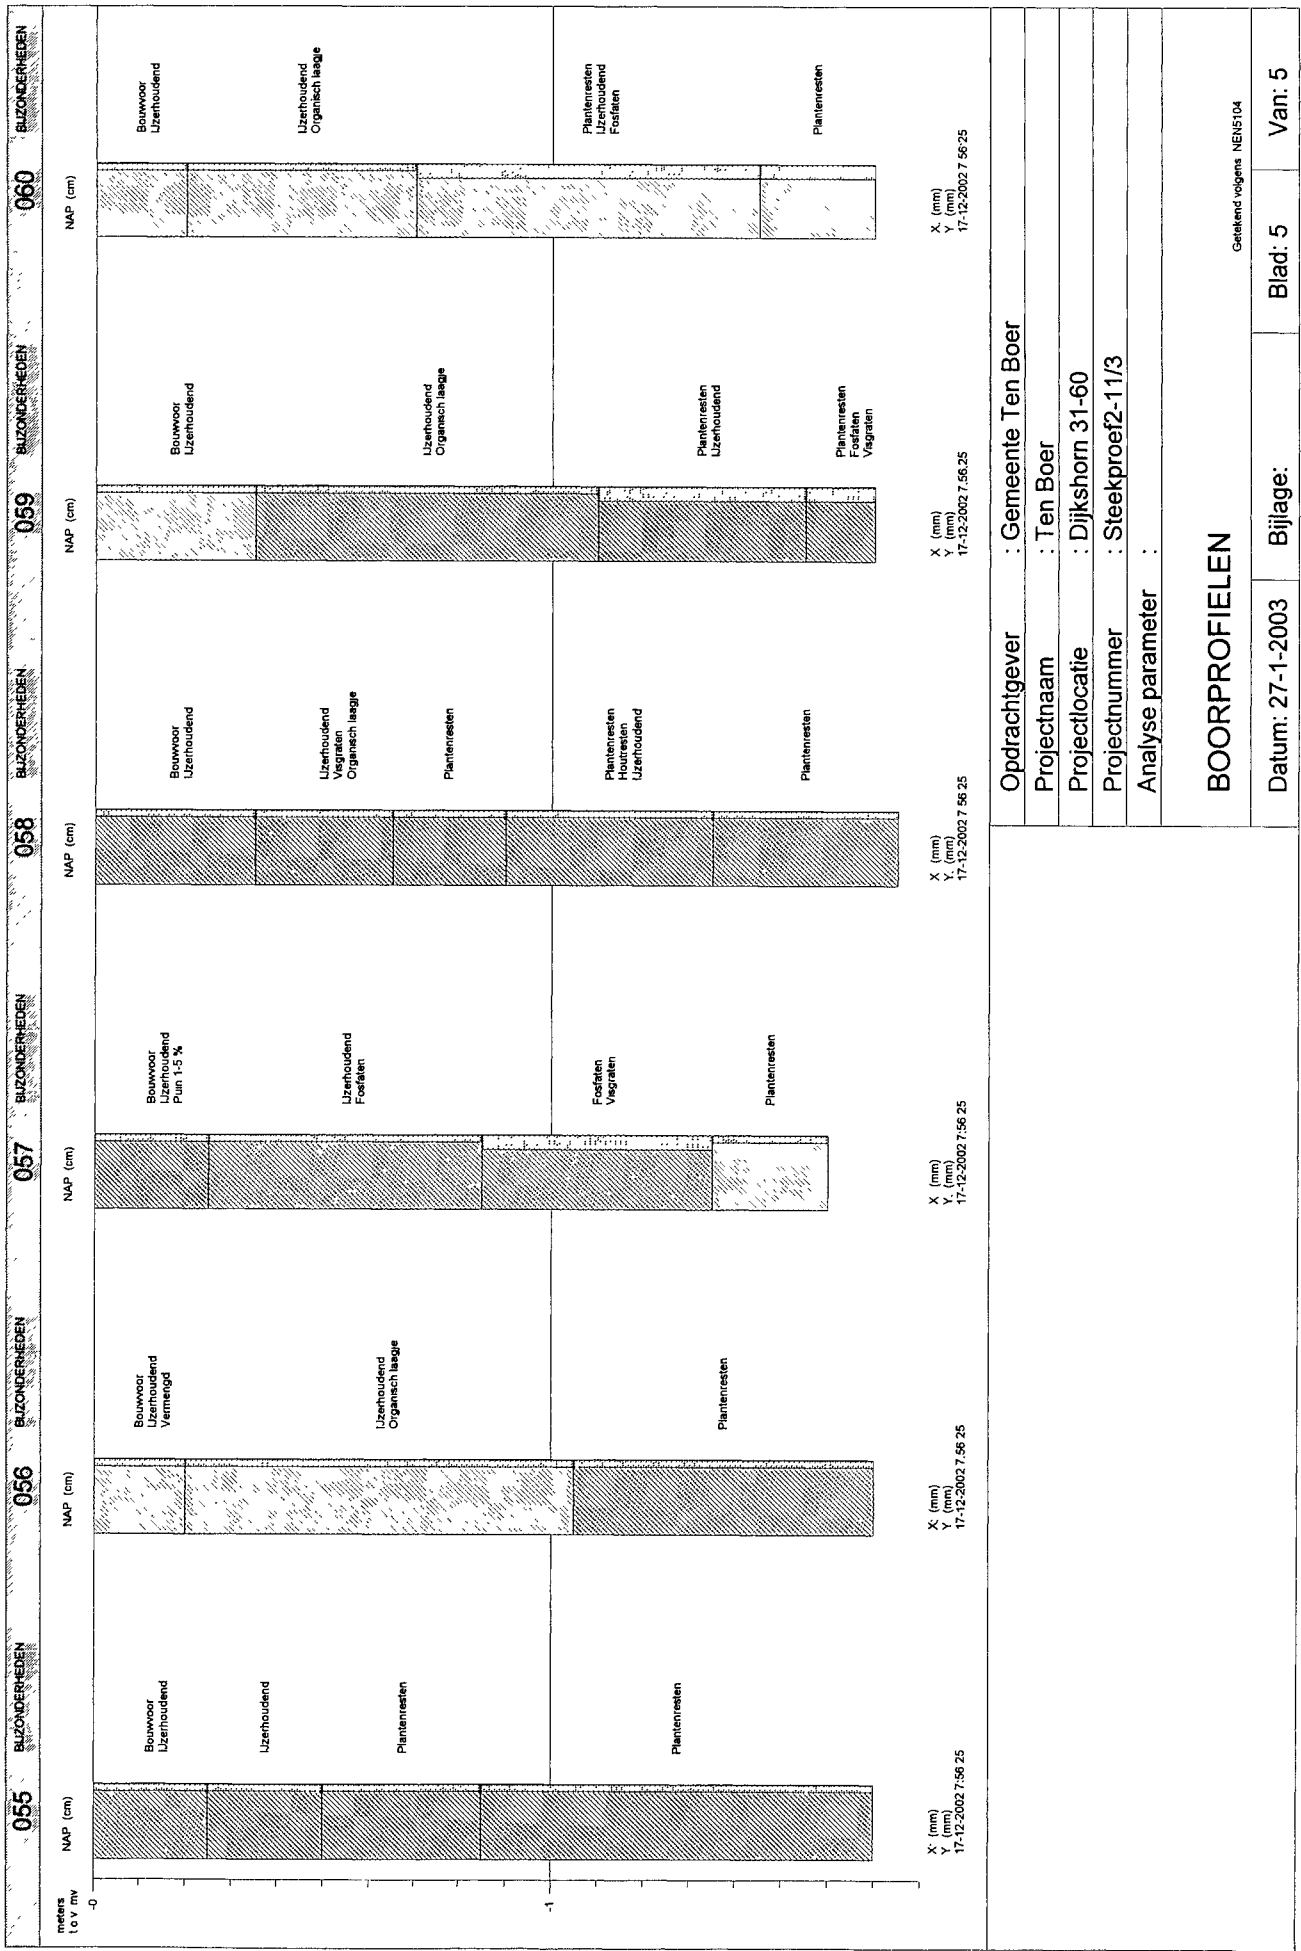 055 BIJZONDERHEDEN
056 BIJZONDERHEDEN
057 BIJZONDERHEDEN
058 BIJZONDERHEDEN
059 BIJZONDERHEDEN
060 BIJZONDERHEDEN
meters
t o v mv
-0
-1
NAP (cm)
Bouwvoor
IJzerhoudend
IJzerhoudend
Plantenresten
Plantenresten
X: (mm)
Y (mm)
17-12-2002 7:56 25
NAP (cm)
Bouwvoor
IJzerhoudend
Vermengd
IJzerhoudend
Organisch laagje
Plantenresten
X: (mm)
Y (mm)
17-12-2002 7.56 25
NAP (cm)
Bouwvoor
IJzerhoudend
Puin 1-5 %
IJzerhoudend
Fosfaten
Fosfaten
Visgraten
Plantenresten
X (mm)
Y. (mm)
17-12-2002 7:56 25
NAP (cm)
Bouwvoor
IJzerhoudend
IJzerhoudend
Visgraten
Organisch laagje
Plantenresten
Plantenresten
Houtresten
IJzerhoudend
Plantenresten
X (mm)
Y. (mm)
17-12-2002 7 56 25
NAP (cm)
Bouwvoor
IJzerhoudend
IJzerhoudend
Organisch laagje
Plantenresten
IJzerhoudend
Plantenresten
Fosfaten
Visgraten
X (mm)
Y (mm)
17-12-2002 7.56.25
NAP (cm)
Bouwvoor
IJzerhoudend
IJzerhoudend
Organisch laagje
Plantenresten
IJzerhoudend
Fosfaten
Plantenresten
X. (mm)
Y (mm)
17-12-2002 7 56:25
Opdrachtgever : Gemeente Ten Boer
Projectnaam : Ten Boer
Projectlocatie : Dijkshorn 31-60
Projectnummer : Steekproef2-11/3
Analyse parameter :
BOORPROFIELEN
Getekend volgens NEN5104
Datum: 27-1-2003 Bijlage: Blad: 5 Van: 5